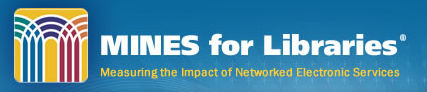 MINES for Libraries®
Measuring the Impact of Networked Electronic Services